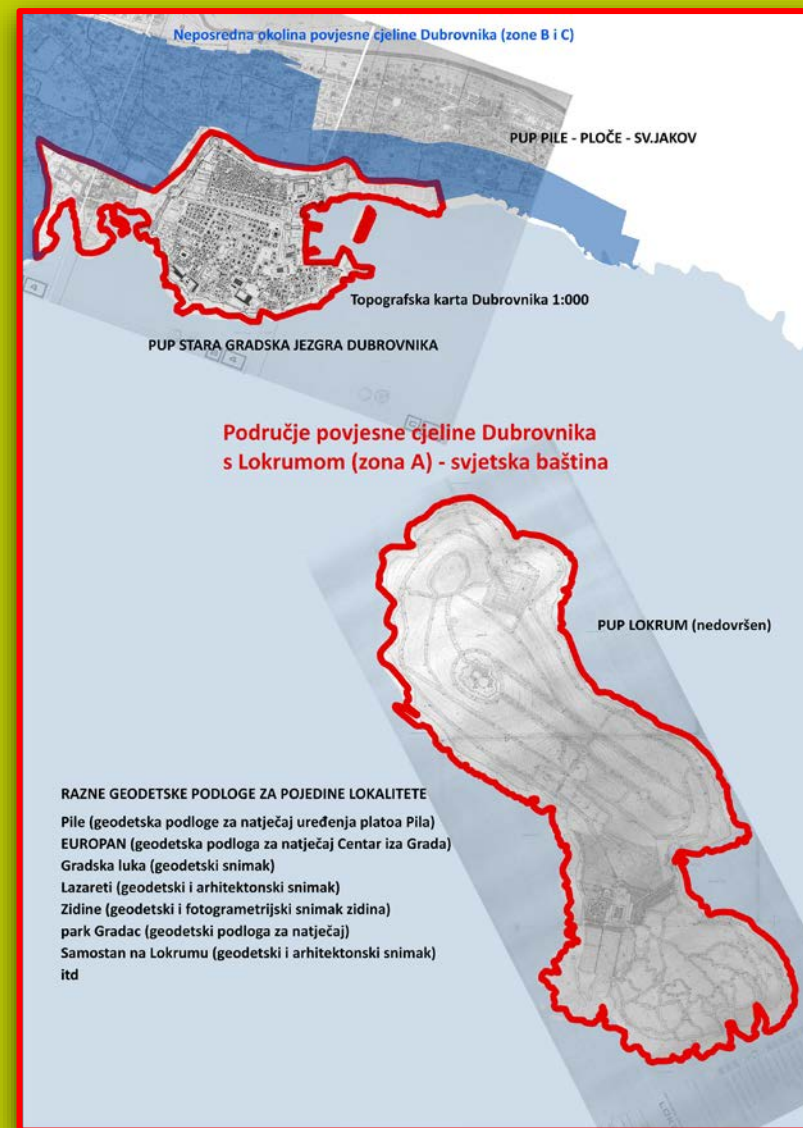 Neposredna okolina povjesne cjeline Dubrovnika (zone B i C)
PUP PILE - PLOČE - SV.JAKOV
Topografska karta Dubrovnika 1:000
PUP STARA GRADSKA JEZGRA DUBROVNIKA
Područje povjesne cjeline Dubrovnika
s Lokrumom (zona A) - svjetska baština
PUP LOKRUM (nedovršen)
RAZNE GEODETSKE PODLOGE ZA POJEDINE LOKALITETE
Pile (geodetska podloge za natječaj uređenja platoa Pila)
EUROPAN (geodetska podloga za natječaj Centar iza Grada)
Gradska luka (geodetski snimak)
Lazareti (geodetski i arhitektonski snimak)
Zidine (geodetski i fotogrametrijski snimak zidina)
park Gradac (geodetski podloga za natječaj)
Samostan na Lokrumu (geodetski i arhitektonski snimak)
itd